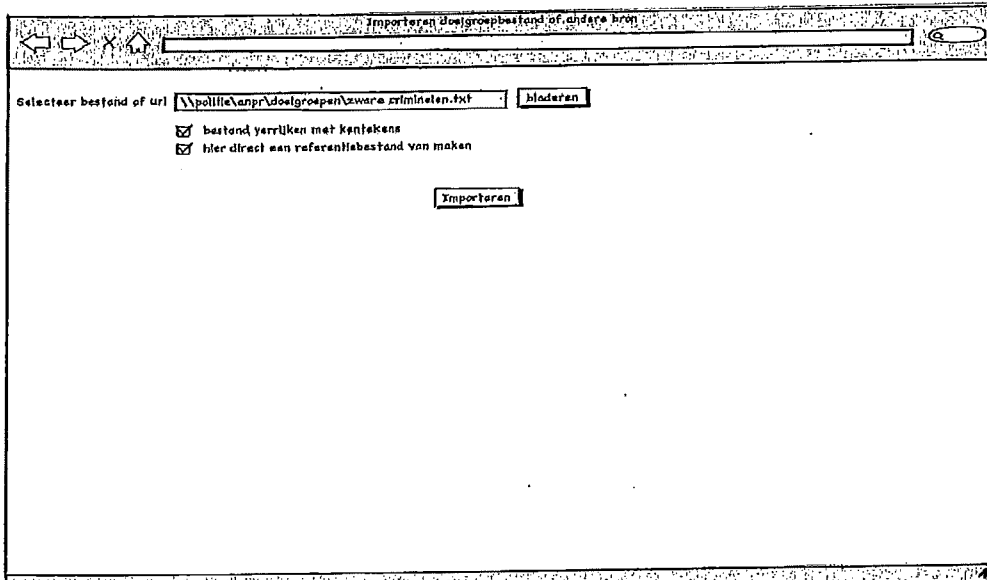 Importeren doelgroepbestand of andere bron
Selecteer bestand of url \\politie\anpr\doelgroepen\zware criminelen.txt bladeren
bestand verrijken met kentekens
hier direct een referentiebestand van maken
Importeren